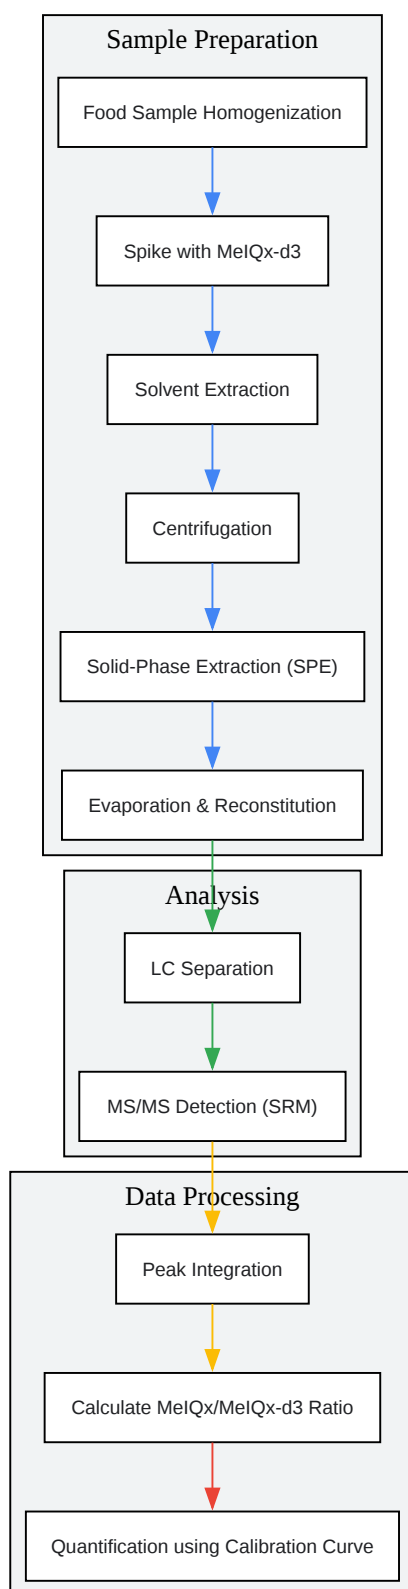 Sample Preparation
Food Sample Homogenization
Spike with MeIQx-d3
Solvent Extraction
Centrifugation
Solid-Phase Extraction (SPE)
Evaporation & Reconstitution
Analysis
LC Separation
MS/MS Detection (SRM)
Data Processing
Peak Integration
Calculate MeIQx/MeIQx-d3 Ratio
Quantification using Calibration Curve